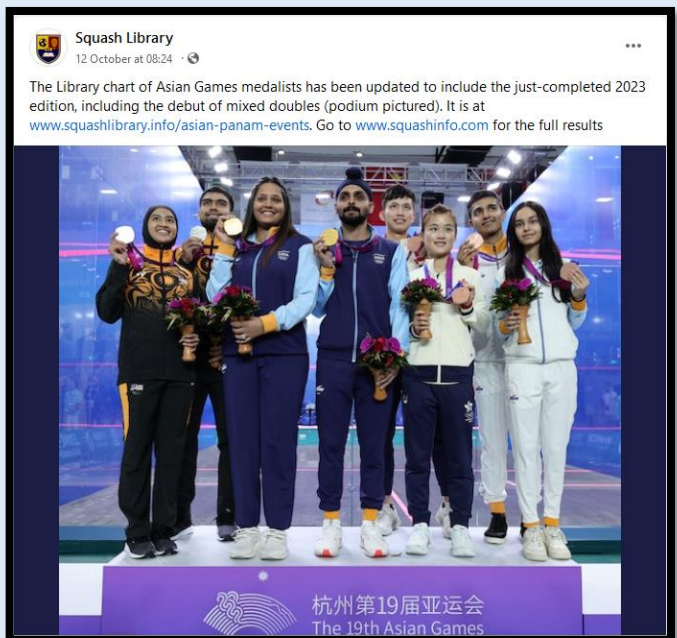 Squash Library
12 October at 08:24 ·
The Library chart of Asian Games medalists has been updated to include the just-completed 2023
edition, including the debut of mixed doubles (podium pictured). It is at
www.squashlibrary.info/asian-panam-events. Go to www.squashinfo.com for the full results
杭州第19届亚运会
The 19th Asian Games